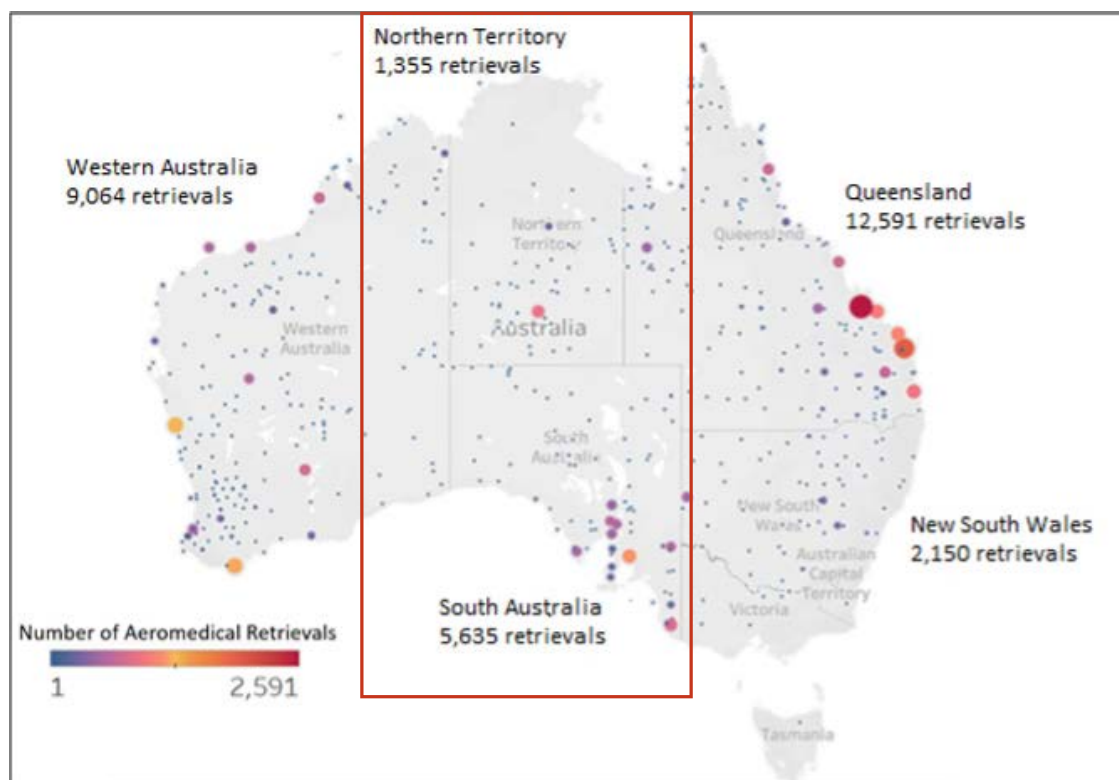 Northern Territory
1,355 retrievals
Western Australia
9,064 retrievals
Queensland
12,591 retrievals
Northern
Territory
Queensland
Western
Australia
Australia
South
Australia
New South
Wales
New South Wales
2,150 retrievals
Australian
Capital
Territory
South Australia
5,635 retrievals
Victoria
Number of Aeromedical Retrievals
1
2,591
Tasmania